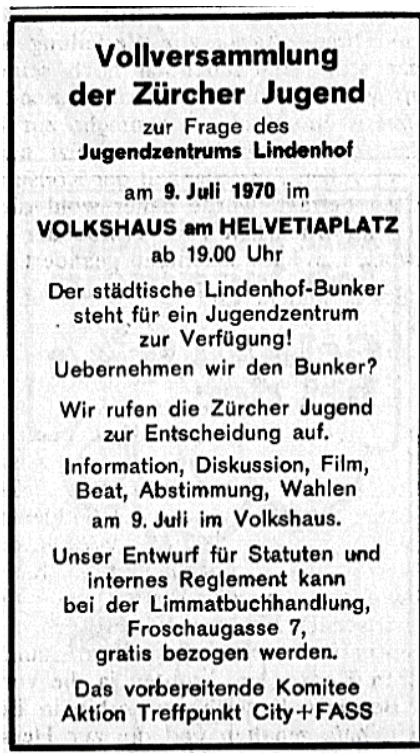 Vollversammlung
der Zürcher Jugend
zur Frage des
Jugendzentrums Lindenhof
am 9. Juli 1970 im
VOLKSHAUS am HELVETIAPLATZ
ab 19.00 Uhr
Der städtische Lindenhof-Bunker
steht für ein Jugendzentrum
zur Verfügung!
Uebernehmen wir den Bunker?
Wir rufen die Zürcher Jugend
zur Entscheidung auf.
Information, Diskussion, Film,
Beat, Abstimmung, Wahlen
am 9. Juli im Volkshaus.
Unser Entwurf für Statuten und
internes Reglement kann
bei der Limmatbuchhandlung,
Froschaugasse 7,
gratis bezogen werden.
Das vorbereitende Komitee
Aktion Treffpunkt City+FASS